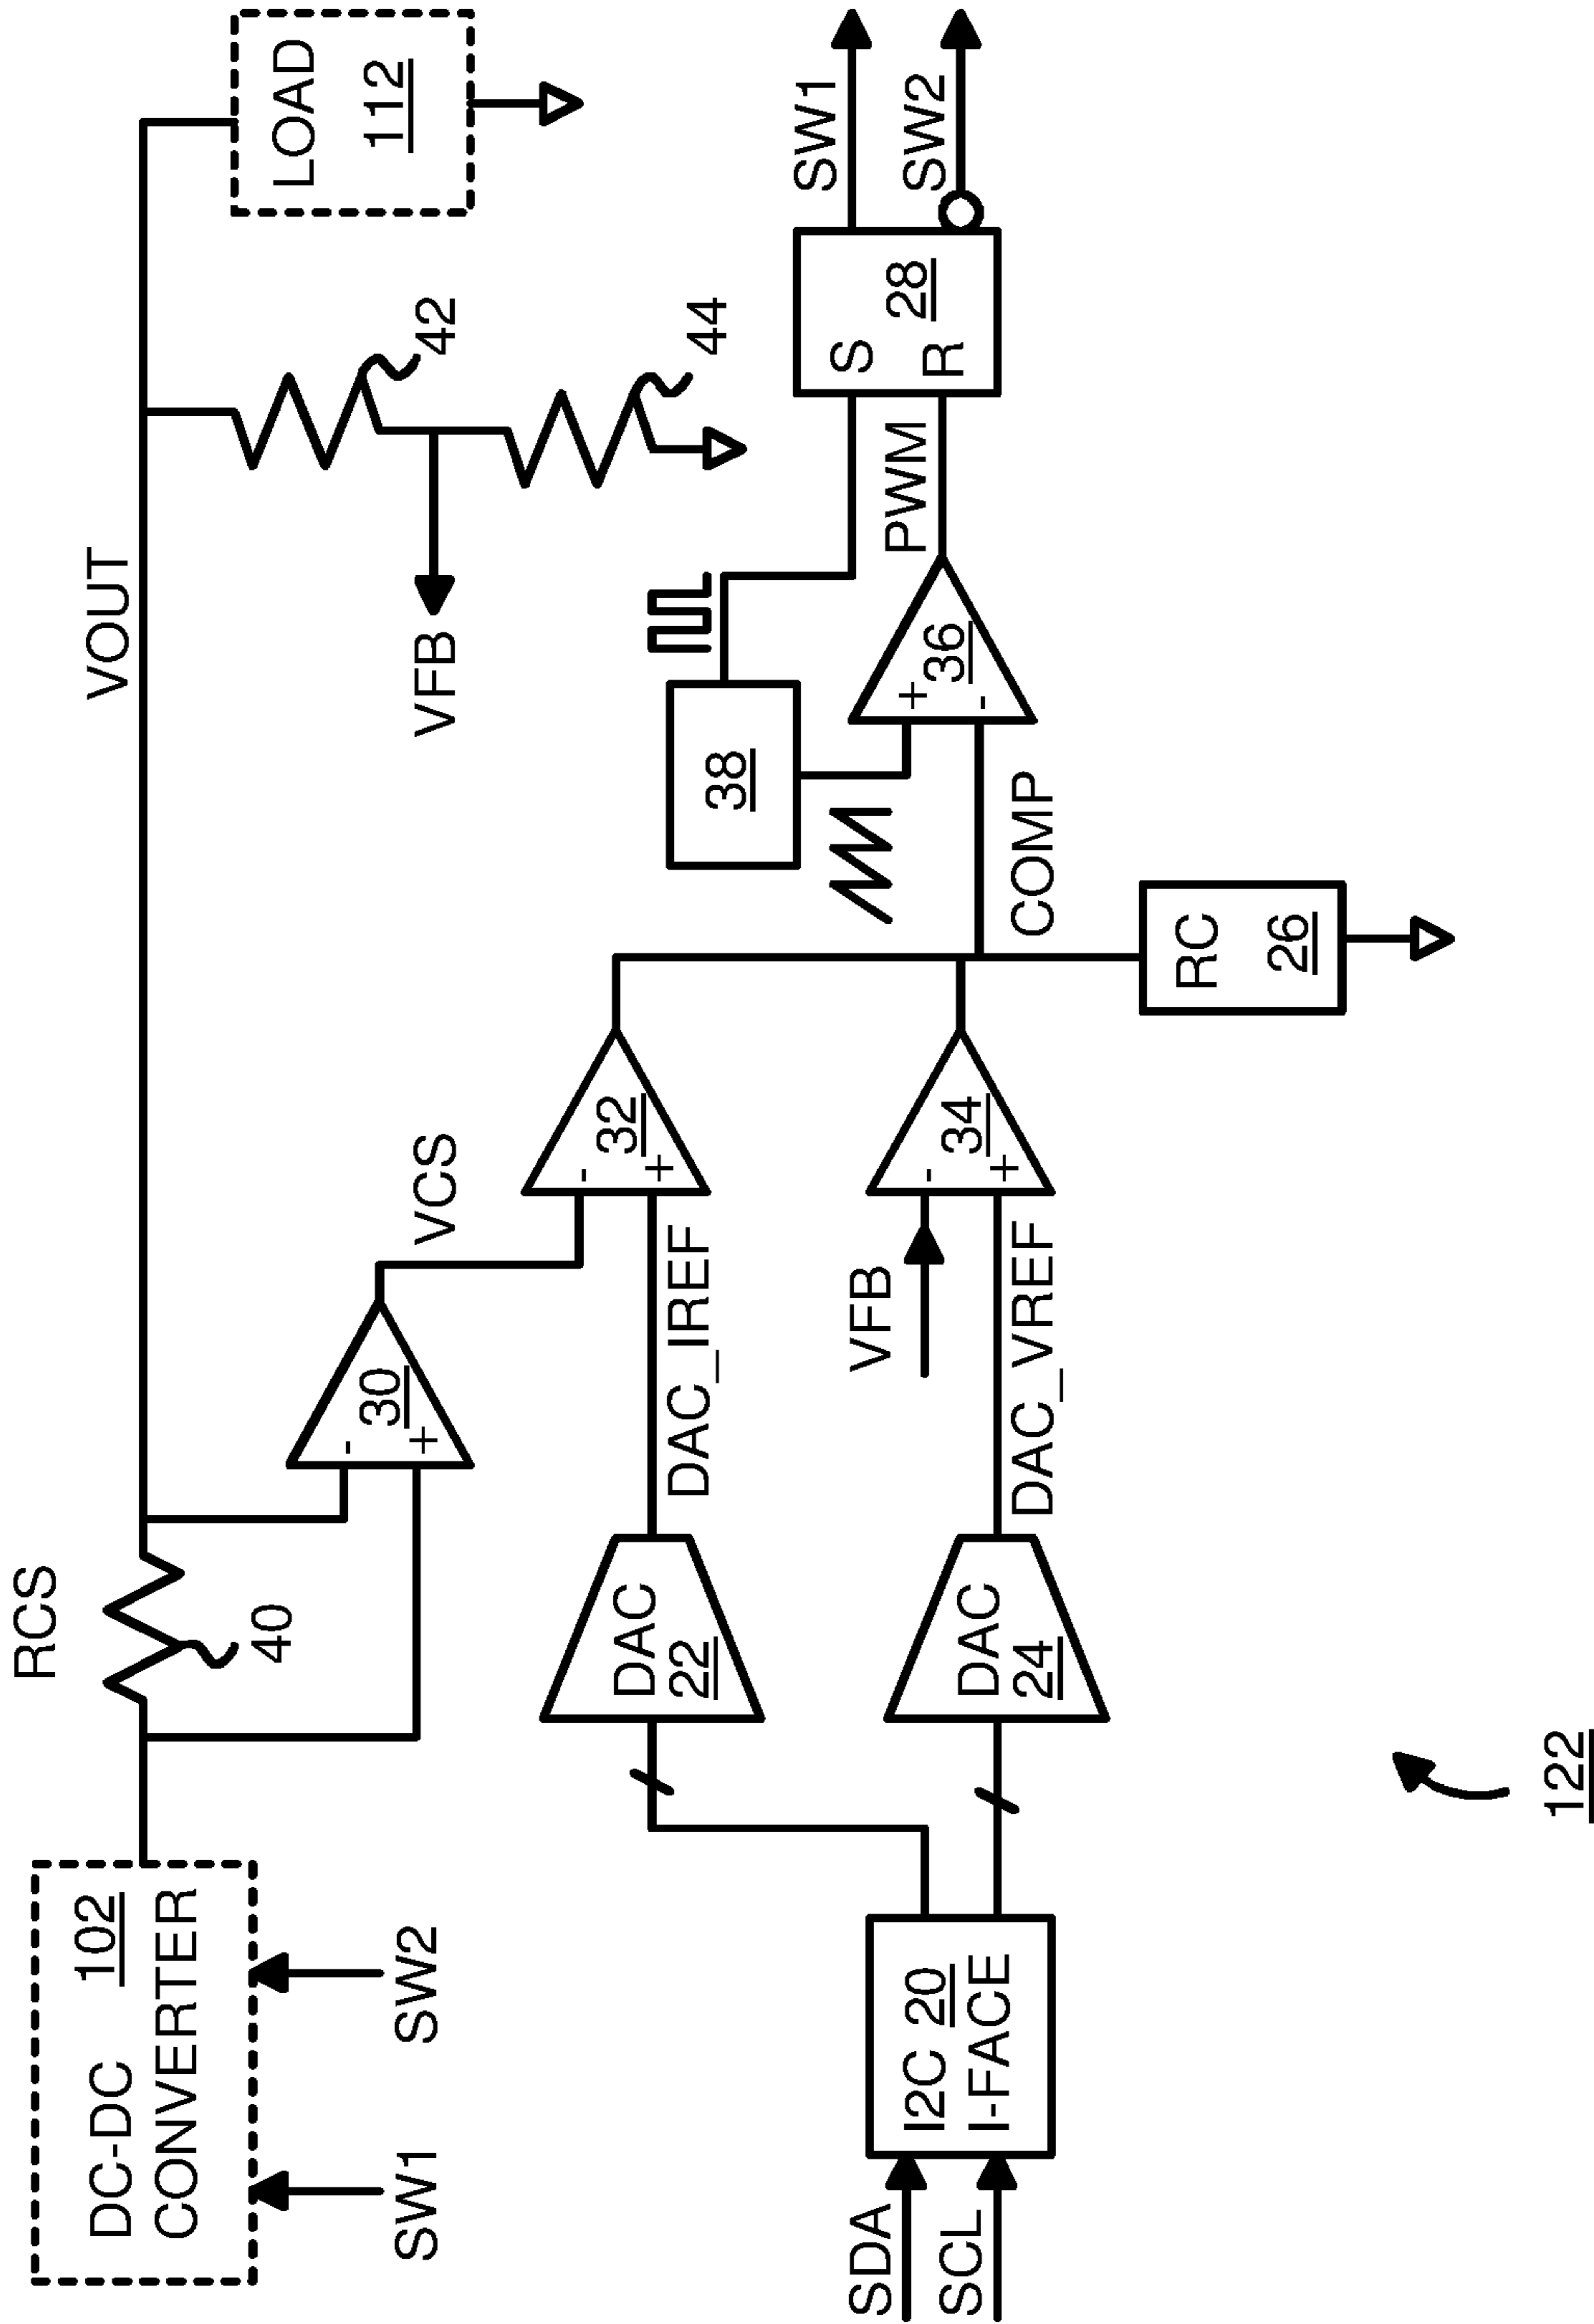 RCS
VOUT
DC-DC 102
CONVERTER
40
LOAD
112
SW1
SW2
30
-
+
VCS
VFB
42
44
DAC
22
DAC_IREF
32
-
+
38
SW1
SW2
S
R
28
PWM
36
+
-
SDA
SCL
I2C 20
I-FACE
DAC
24
VFB
DAC_VREF
34
-
+
COMP
RC
26
122